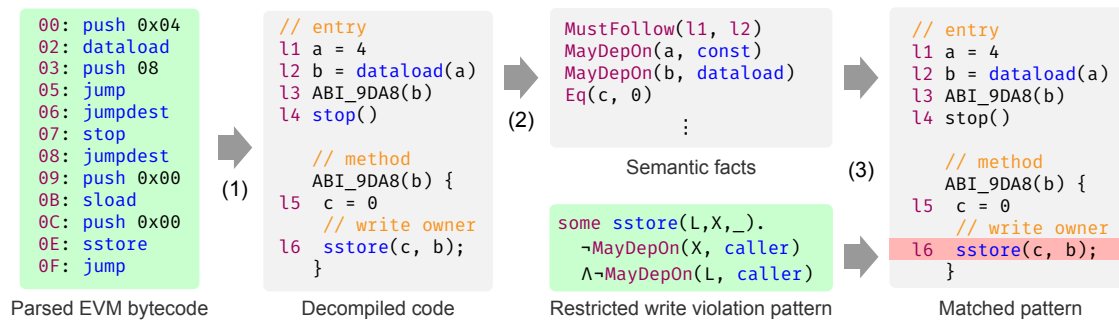 00: push 0x04
02: dataload
03: push 08
05: jump
06: jumpdest
07: stop
08: jumpdest
09: push 0x00
0B: sload
0C: push 0x00
0E: sstore
0F: jump
Parsed EVM bytecode
(1)
// entry
l1 a = 4
l2 b = dataload(a)
l3 ABI_9DA8(b)
l4 stop()
// method
ABI_9DA8(b) {
l5 c = 0
// write owner
l6 sstore(c, b);
}
Decompiled code
(2)
MustFollow(l1, l2)
MayDepOn(a, const)
MayDepOn(b, dataload)
Eq(c, 0)
⋮
Semantic facts
some sstore(L,X,_).
¬MayDepOn(X, caller)
∧¬MayDepOn(L, caller)
Restricted write violation pattern
(3)
// entry
l1 a = 4
l2 b = dataload(a)
l3 ABI_9DA8(b)
l4 stop()
// method
ABI_9DA8(b) {
l5 c = 0
// write owner
l6 sstore(c, b);
}
Matched pattern